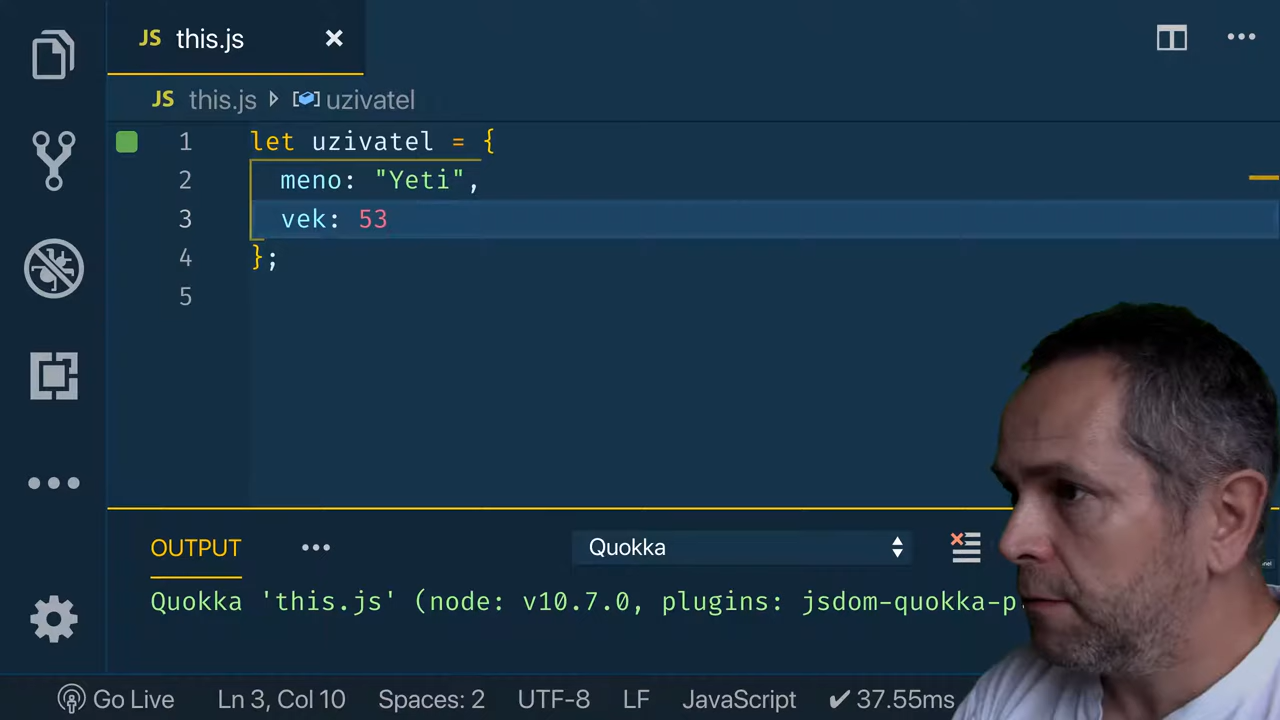 JS this.js
JS this.js uzivatel
1 let uzivatel = {
2 meno: "Yeti",
3 vek: 53
4 };
5
OUTPUT Quokka
Quokka 'this.js' (node: v10.7.0, plugins: jsdom-quokka-p
Go Live Ln 3, Col 10 Spaces: 2 UTF-8 LF JavaScript ✔ 37.55ms